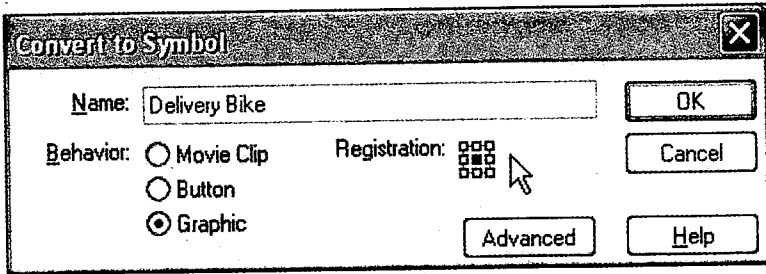 Convert to Symbol
Name: Delivery Bike OK
Behavior: Movie Clip Registration: Cancel
Button
Graphic Advanced Help